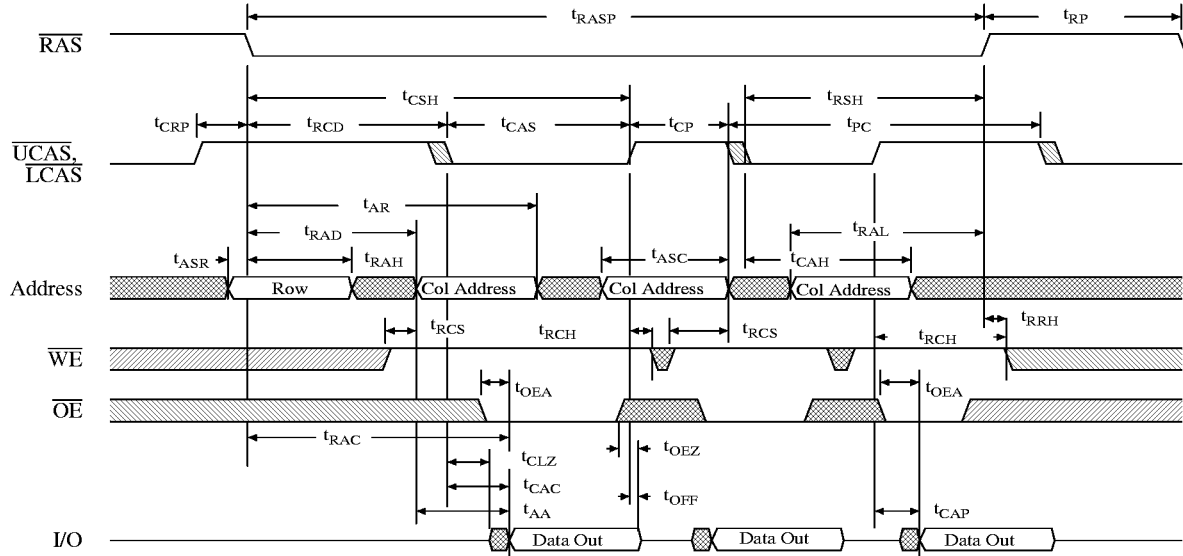 tRASP tRP
RAS
tCSH tRSH
tCRP tRCD tCAS tCP tPC
UCAS,
LCAS
tAR
tRAD tRAL
tASR tRAH tASC tCAH
Address Row Col Address Col Address Col Address
tRCS tRCH tRCS tRCH tRRH
WE
tOEA tOEA
OE
tRAC tOEZ
tCLZ
tCAC tOFF
tAA tCAP
I/O Data Out Data Out Data Out